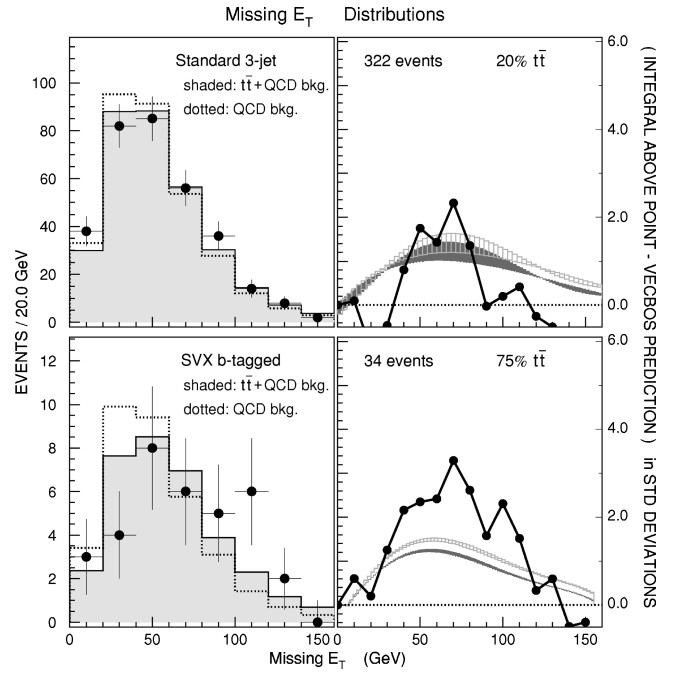 Missing E_T Distributions
Standard 3-jet
shaded: tt̅+QCD bkg.
dotted: QCD bkg.
322 events 20% tt̅
SVX b-tagged
shaded: tt̅+QCD bkg.
dotted: QCD bkg.
34 events 75% tt̅
EVENTS / 20.0 GeV
100
80
60
40
20
0
12
10
8
6
4
2
0
6.0
4.0
2.0
0.0
6.0
4.0
2.0
0.0
0 50 100 150
50 100 150
Missing E_T (GeV)
( INTEGRAL ABOVE POINT - VECBOS PREDICTION ) in STD DEVIATIONS